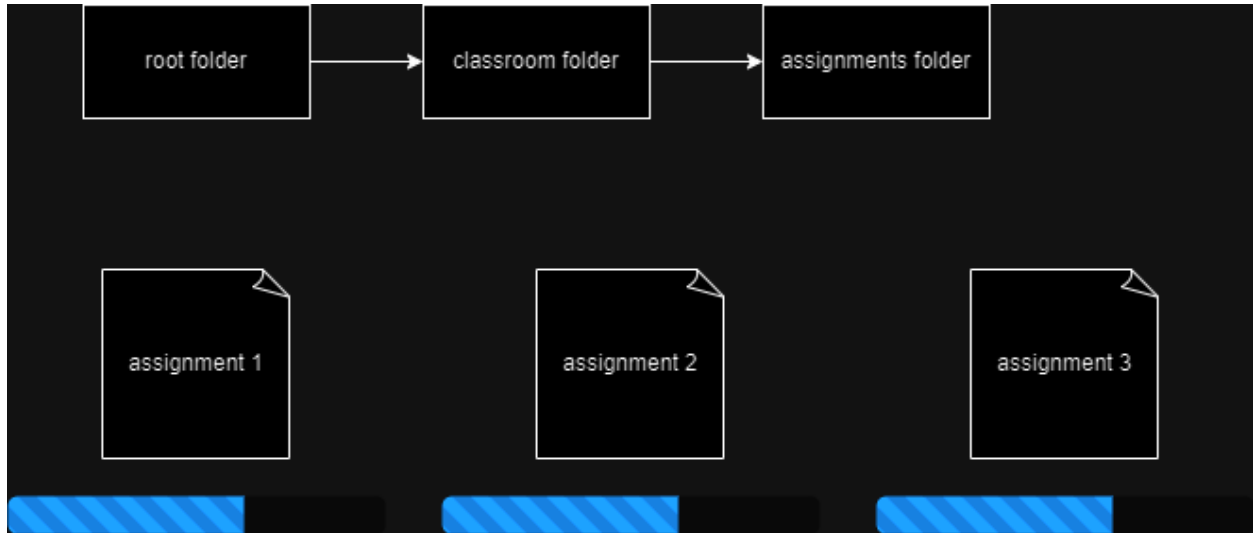 root folder
classroom folder
assignments folder
assignment 1
assignment 2
assignment 3